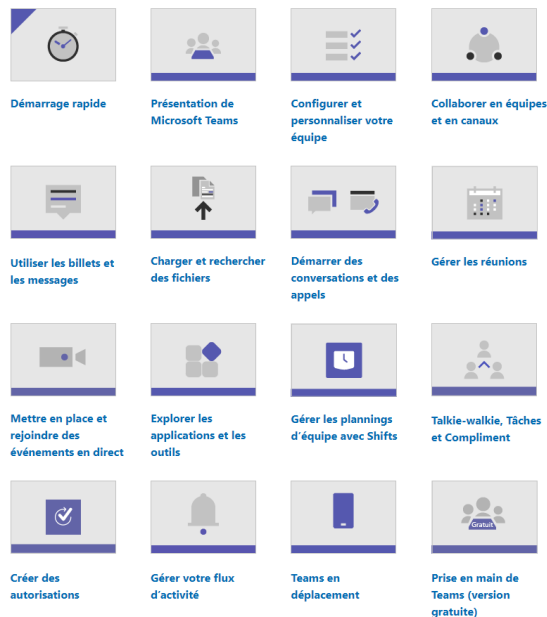 Démarrage rapide
Présentation de
Microsoft Teams
Configurer et
personnaliser votre
équipe
Collaborer en équipes
et en canaux
Utiliser les billets et
les messages
Charger et rechercher
des fichiers
Démarrer des
conversations et des
appels
Gérer les réunions
Mettre en place et
rejoindre des
événements en direct
Explorer les
applications et les
outils
Gérer les plannings
d'équipe avec Shifts
Talkie-walkie, Tâches
et Compliment
Créer des
autorisations
Gérer votre flux
d'activité
Teams en
déplacement
Gratuit
Prise en main de
Teams (version
gratuite)